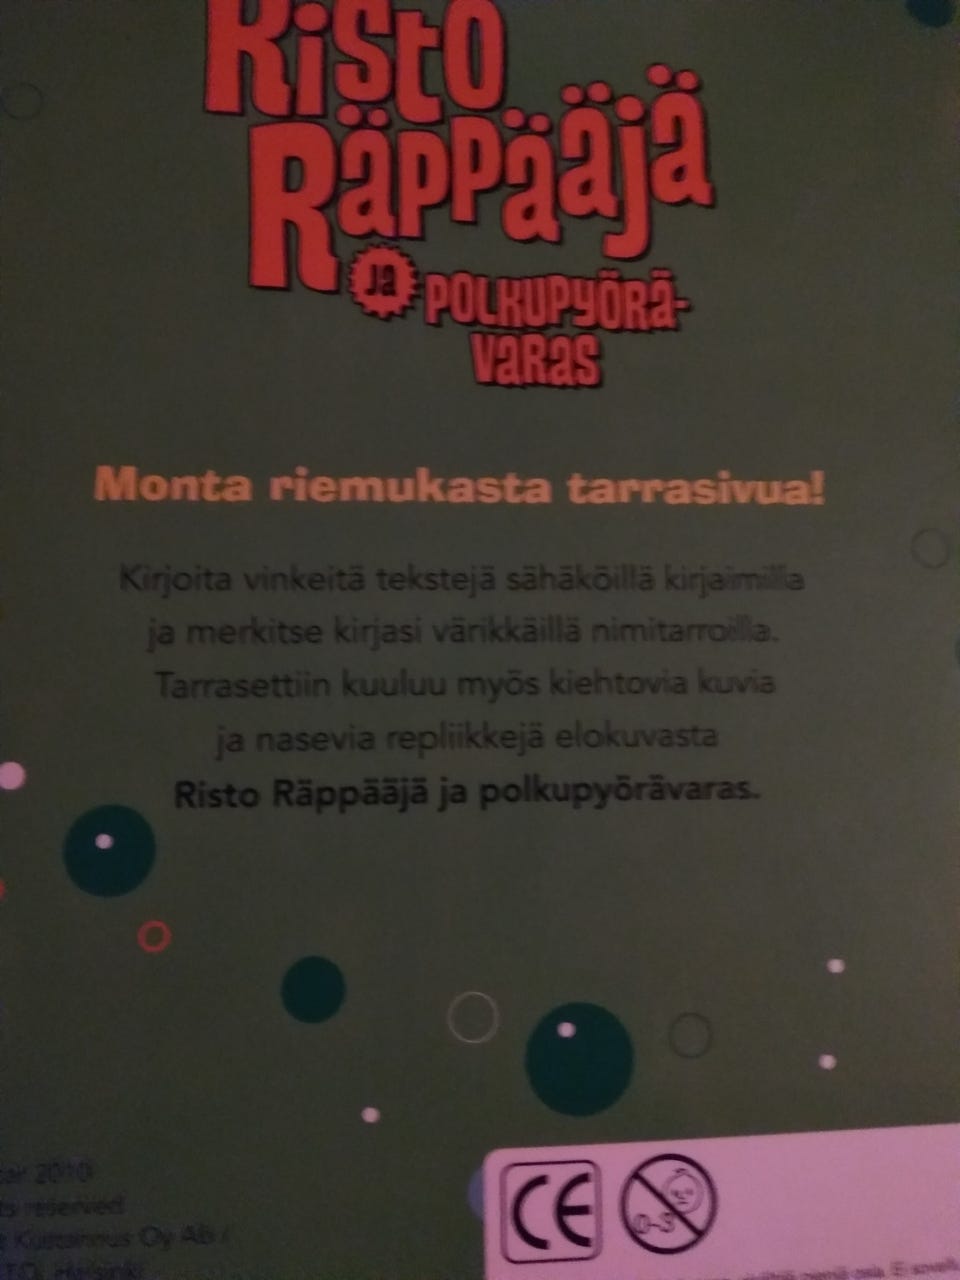 Risto
Räppääjä
ja POLKUPYÖRÄ-
VARAS
Monta riemukasta tarrasivua!
Kirjoita vinkeitä tekstejä sähäköillä kirjaimilla
ja merkitse kirjasi värikkäillä nimitarroilla.
Tarrasettiin kuuluu myös kiehtovia kuvia
ja nasevia repliikkejä elokuvasta
Risto Räppääjä ja polkupyörävaras.
2010
reserved
Kustannus Oy Ab /
Helsinki
CE
0-3